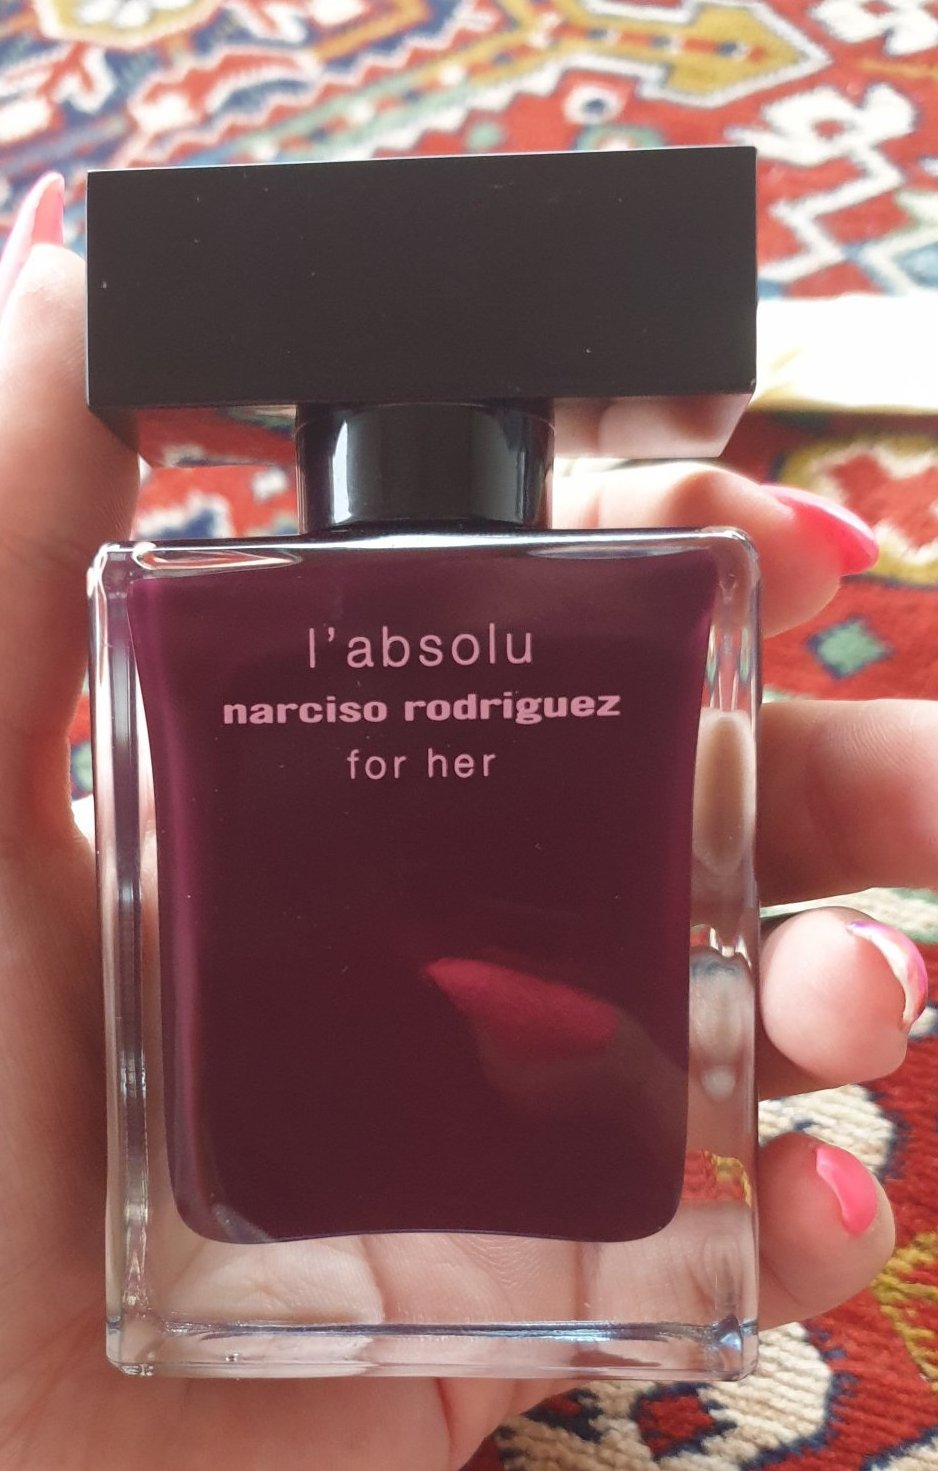 l'absolu
narciso rodriguez
for her